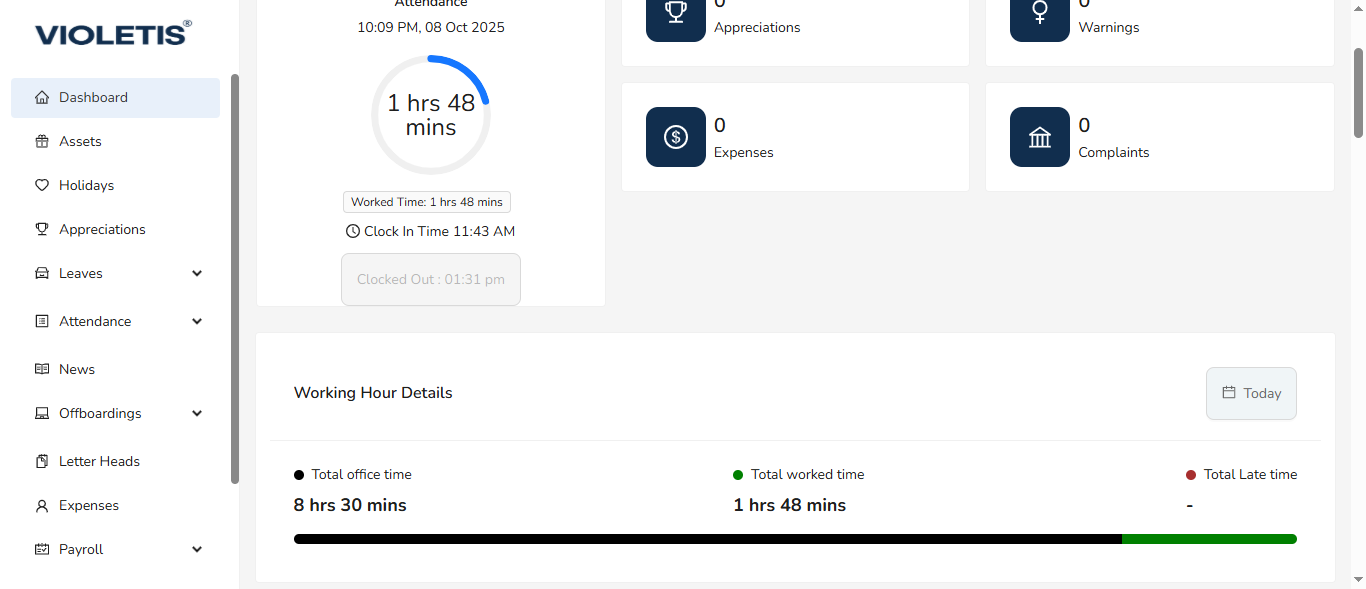 VIOLETIS®
Dashboard
Assets
Holidays
Appreciations
Leaves
Attendance
News
Offboardings
Letter Heads
Expenses
Payroll
Attendance
10:09 PM, 08 Oct 2025
1 hrs 48
mins
Worked Time: 1 hrs 48 mins
Clock In Time 11:43 AM
Clocked Out : 01:31 pm
0
Appreciations
0
Warnings
0
Expenses
0
Complaints
Working Hour Details
Today
Total office time
8 hrs 30 mins
Total worked time
1 hrs 48 mins
Total Late time
-